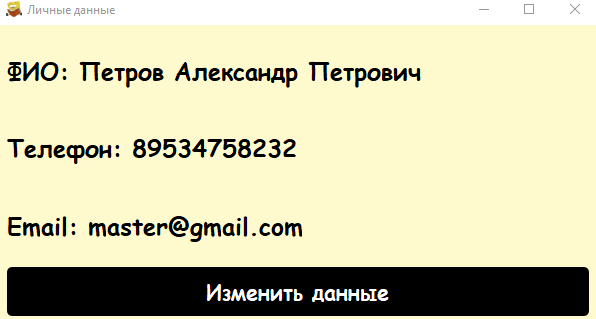 Личные данные
ФИО: Петров Александр Петрович
Телефон: 89534758232
Email: master@gmail.com
Изменить данные